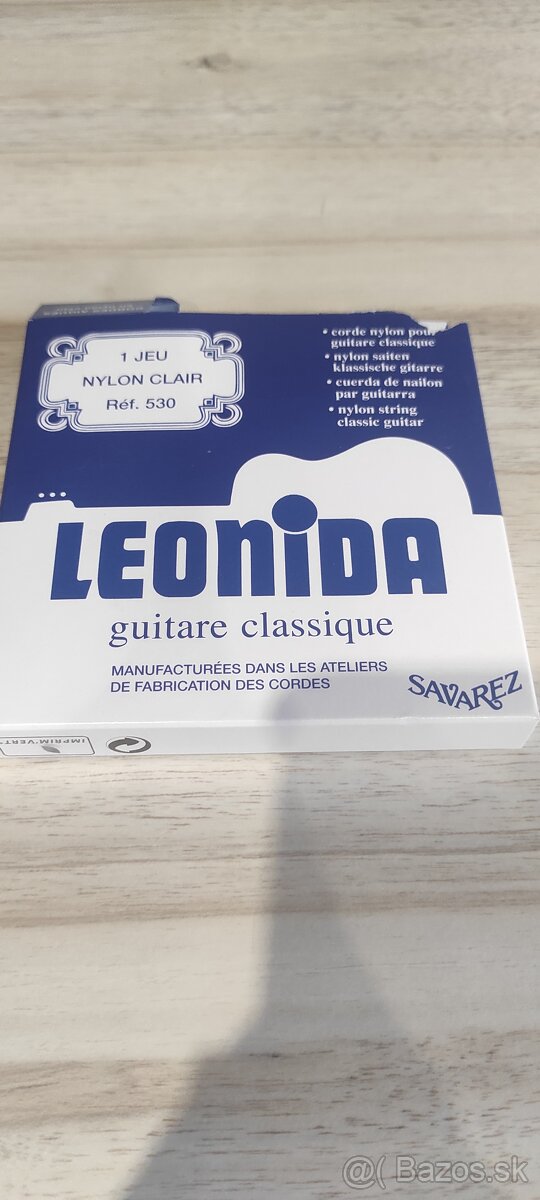 1 JEU
NYLON CLAIR
Réf. 530
• corde nylon pour
guitare classique
• nylon saiten
klassische gitarre
• cuerda de nailon
par guitarra
• nylon string
classic guitar
LEONIDA
guitare classique
MANUFACTURÉES DANS LES ATELIERS
DE FABRICATION DES CORDES
SAVAREZ
IMPRIM'VERT
@( Bazos.sk